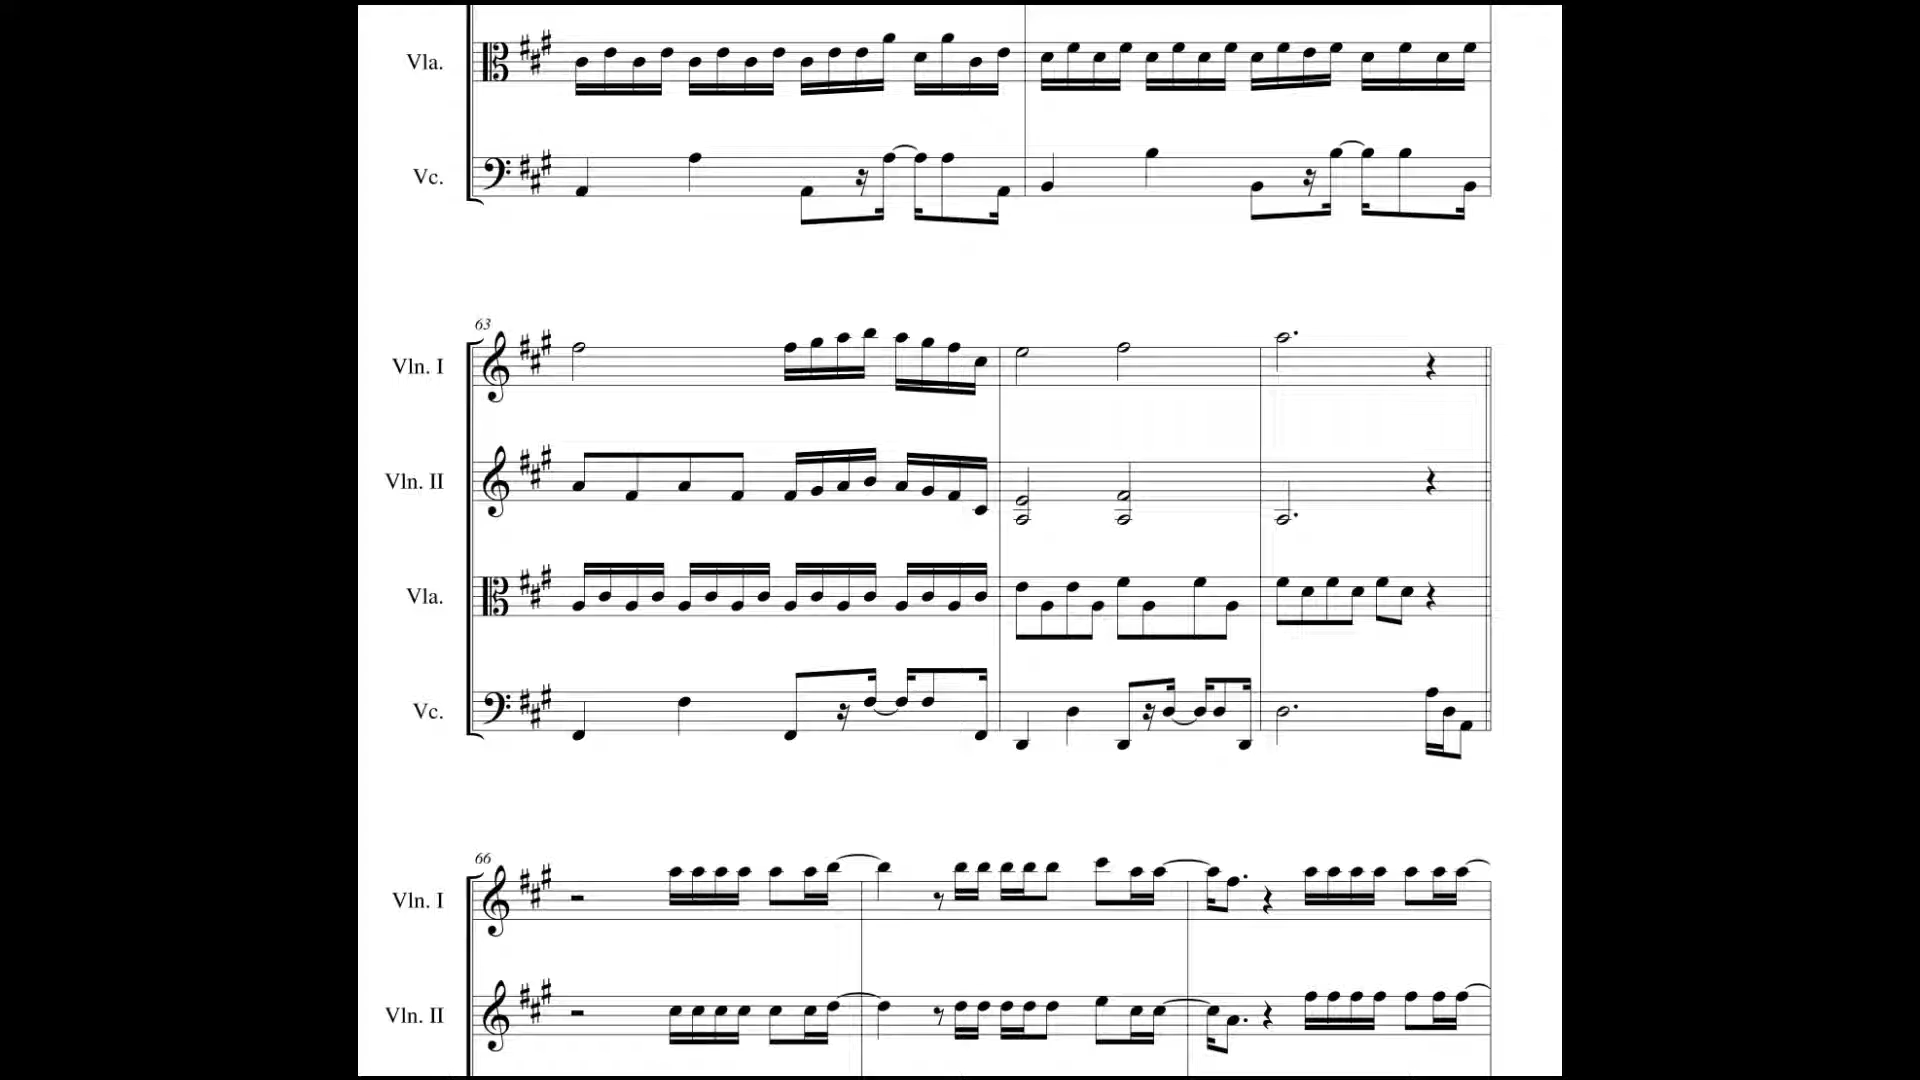 Vla.
Vc.
63
Vln. I
Vln. II
Vla.
Vc.
66
Vln. I
Vln. II